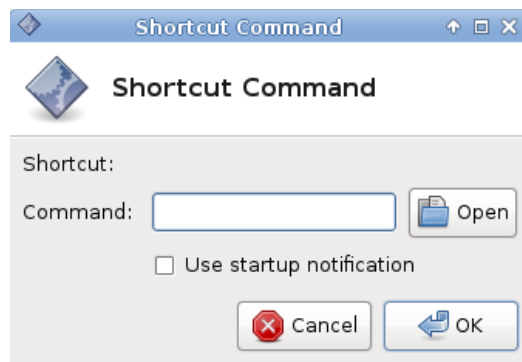 Shortcut Command
Shortcut Command
Shortcut:
Command:
Open
Use startup notification
Cancel
OK